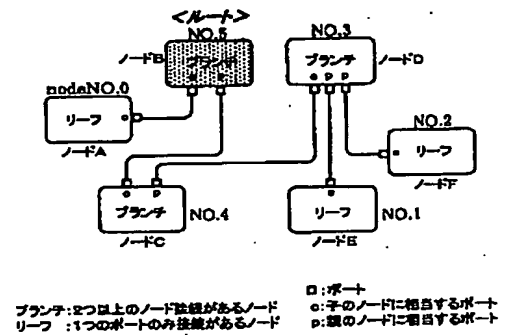 <ルート>
NO.5
NO.3
ノードB
ブランチ
ブランチ
ノードD
c p p
nodeNO.0
リーフ c
ノードA
NO.2
c リーフ
ノードF
c p
ブランチ
NO.4
ノードC
リーフ
NO.1
ノードE
ロ:ポート
ブランチ:2つ以上のノード接続があるノード
c:子のノードに相当するポート
リーフ :1つのポートのみ接続があるノード
p:親のノードに相当するポート